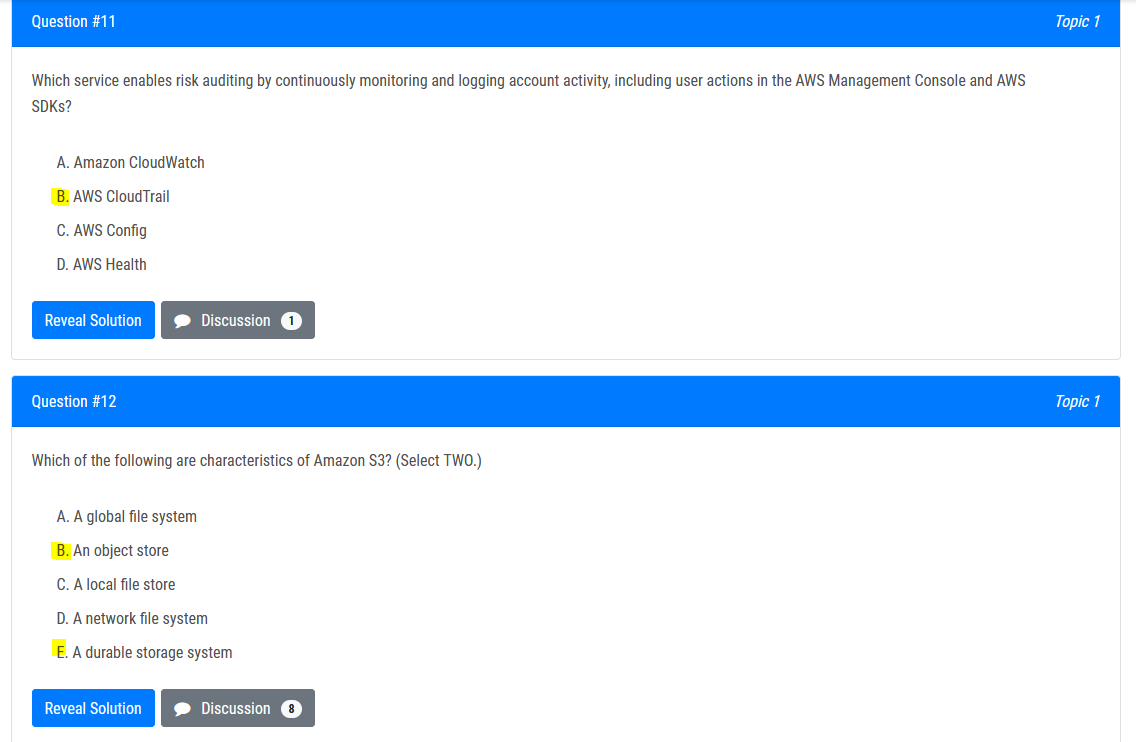 Question #11 Topic 1
Which service enables risk auditing by continuously monitoring and logging account activity, including user actions in the AWS Management Console and AWS
SDKs?
A. Amazon CloudWatch
B. AWS CloudTrail
C. AWS Config
D. AWS Health
Reveal Solution Discussion 1
Question #12 Topic 1
Which of the following are characteristics of Amazon S3? (Select TWO.)
A. A global file system
B. An object store
C. A local file store
D. A network file system
E. A durable storage system
Reveal Solution Discussion 8